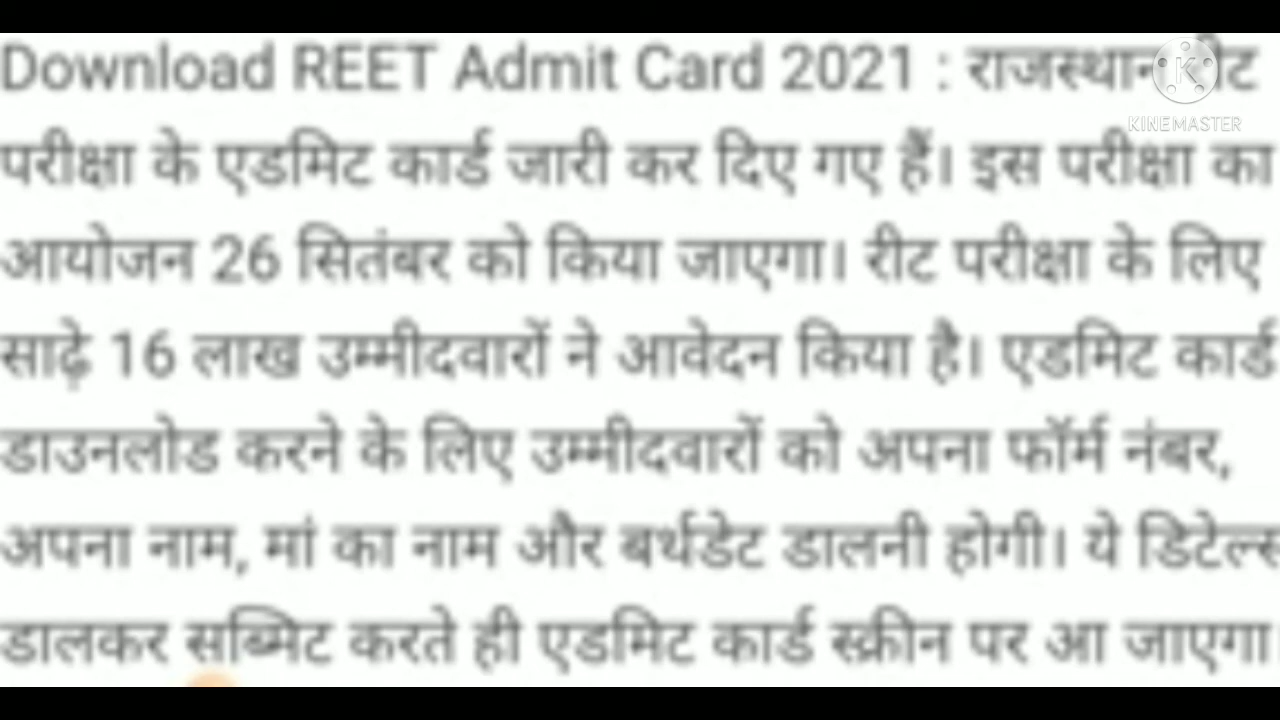 Download REET Admit Card 2021 : राजस्थान रीट
KINEMASTER
परीक्षा के एडमिट कार्ड जारी कर दिए गए हैं। इस परीक्षा का
आयोजन 26 सितंबर को किया जाएगा। रीट परीक्षा के लिए
साढ़े 16 लाख उम्मीदवारों ने आवेदन किया है। एडमिट कार्ड
डाउनलोड करने के लिए उम्मीदवारों को अपना फॉर्म नंबर,
अपना नाम, मां का नाम और बर्थडेट डालनी होगी। ये डिटेल्स
डालकर सब्मिट करते ही एडमिट कार्ड स्क्रीन पर आ जाएगा।